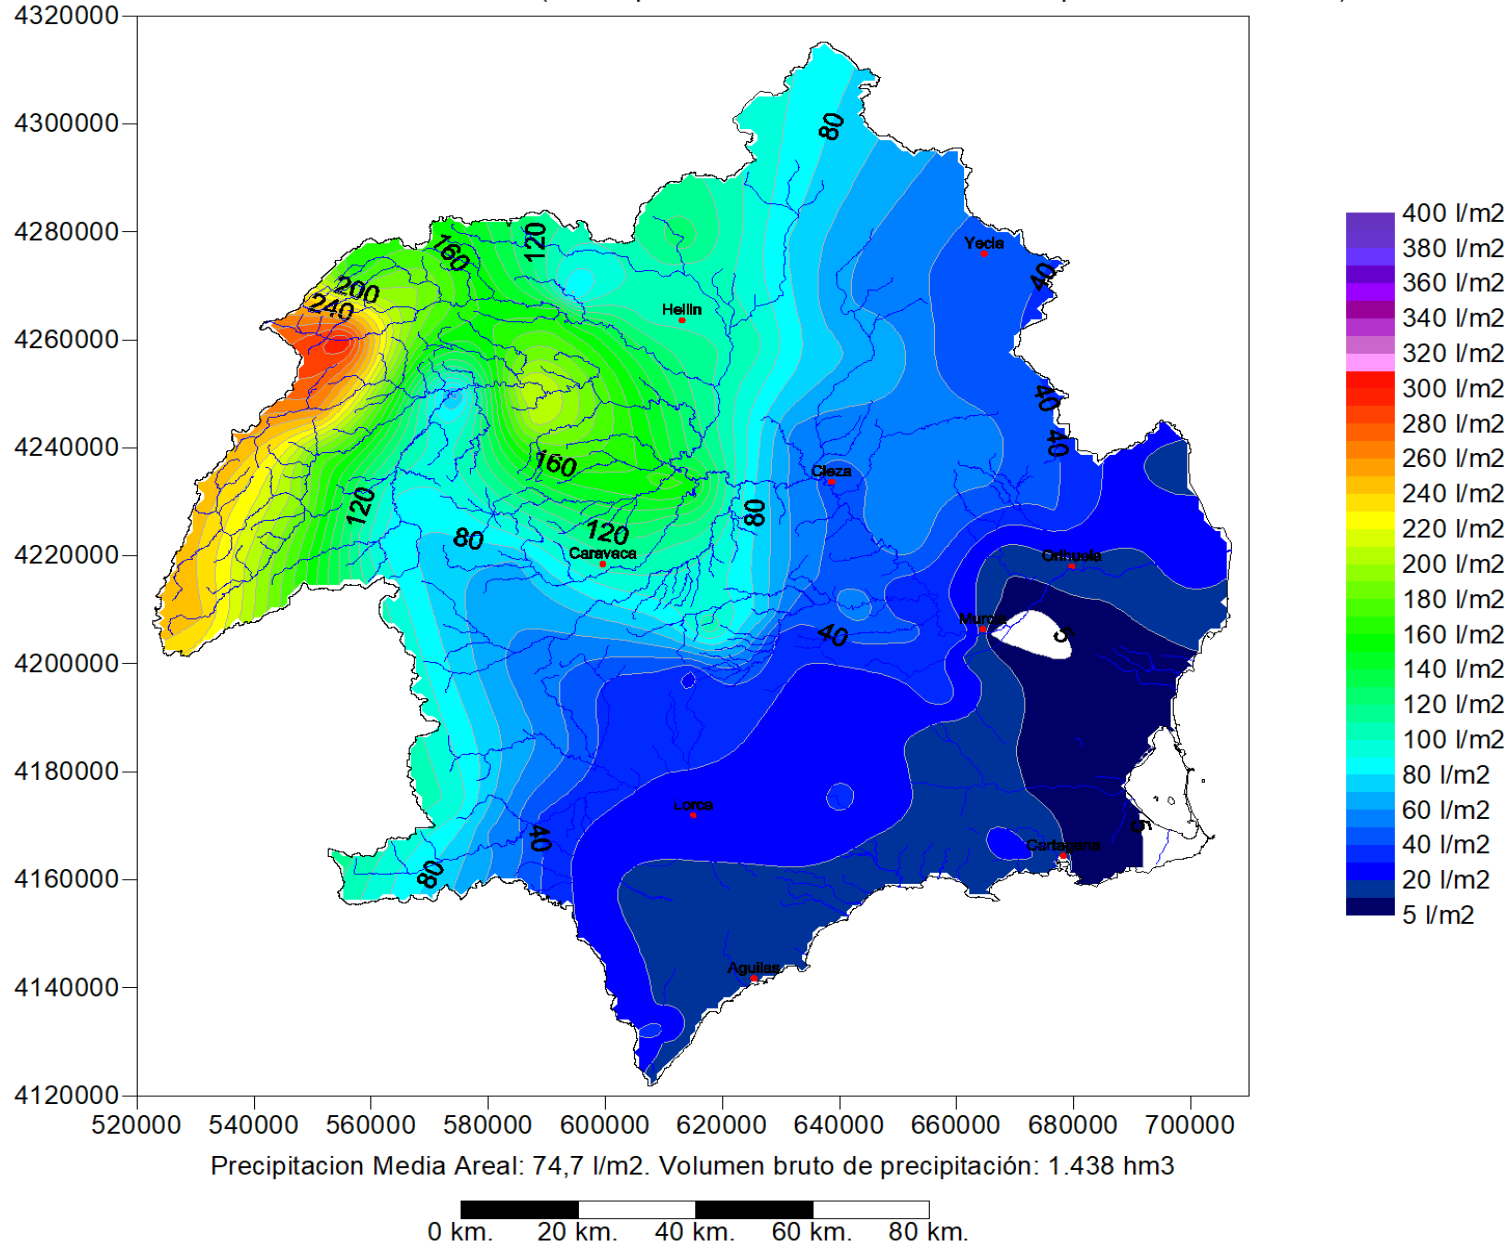 4320000
4300000
4280000
4260000
4240000
4220000
4200000
4180000
4160000
4140000
4120000
520000 540000 560000 580000 600000 620000 640000 660000 680000 700000
80
120
160
200
240
Yecla
40
Hellin
40
40
160
Cieza
120
80
80
120
Caravaca
Orihuela
Murcia
5
40
Lorca
40
5
Cartagena
80
Aguilas
400 l/m2
380 l/m2
360 l/m2
340 l/m2
320 l/m2
300 l/m2
280 l/m2
260 l/m2
240 l/m2
220 l/m2
200 l/m2
180 l/m2
160 l/m2
140 l/m2
120 l/m2
100 l/m2
80 l/m2
60 l/m2
40 l/m2
20 l/m2
5 l/m2
Precipitacion Media Areal: 74,7 l/m2. Volumen bruto de precipitación: 1.438 hm3
0 km. 20 km. 40 km. 60 km. 80 km.